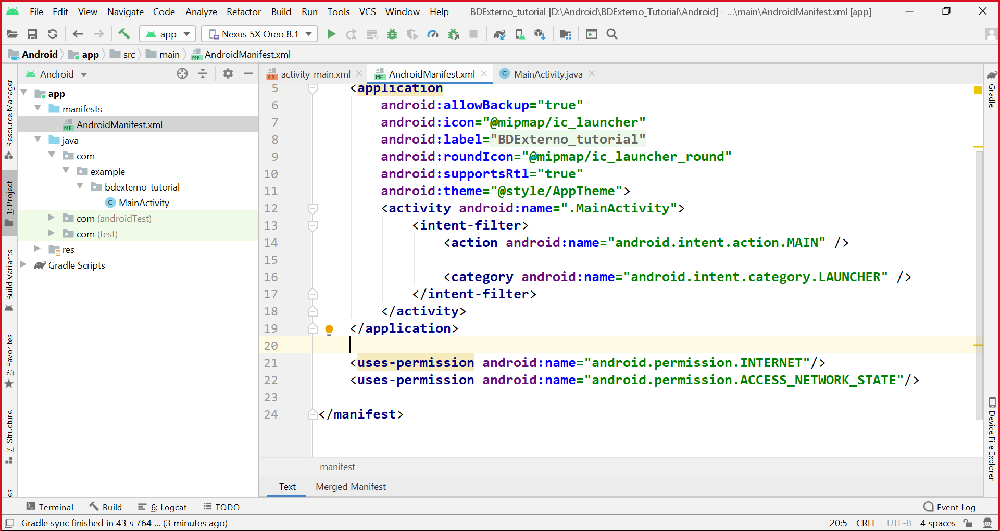 File Edit View Navigate Code Analyze Refactor Build Run Tools VCS Window Help BDExterno_tutorial [D:\Android\BDExterno_Tutorial\Android] - ...\main\AndroidManifest.xml [app]
app Nexus 5X Oreo 8.1
Android app src main MF AndroidManifest.xml
Android
activity_main.xml MF AndroidManifest.xml C MainActivity.java
Resource Manager
1: Project
Build Variants
2: Favorites
7: Structure
es
app
manifests
MF AndroidManifest.xml
java
com
example
bdexterno_tutorial
C MainActivity
com (androidTest)
com (test)
res
Gradle Scripts
5 <application
6 android:allowBackup="true"
7 android:icon="@mipmap/ic_launcher"
8 android:label="BDExterno_tutorial"
9 android:roundIcon="@mipmap/ic_launcher_round"
10 android:supportsRtl="true"
11 android:theme="@style/AppTheme">
12 <activity android:name=".MainActivity">
13 <intent-filter>
14 <action android:name="android.intent.action.MAIN" />
15
16 <category android:name="android.intent.category.LAUNCHER" />
17 </intent-filter>
18 </activity>
19 </application>
20
21 <uses-permission android:name="android.permission.INTERNET"/>
22 <uses-permission android:name="android.permission.ACCESS_NETWORK_STATE"/>
23
24 </manifest>
manifest
Text Merged Manifest
Gradle
Device File Explorer
Terminal Build 6: Logcat TODO Event Log
Gradle sync finished in 43 s 764 ... (3 minutes ago) 20:5 CRLF UTF-8 4 spaces